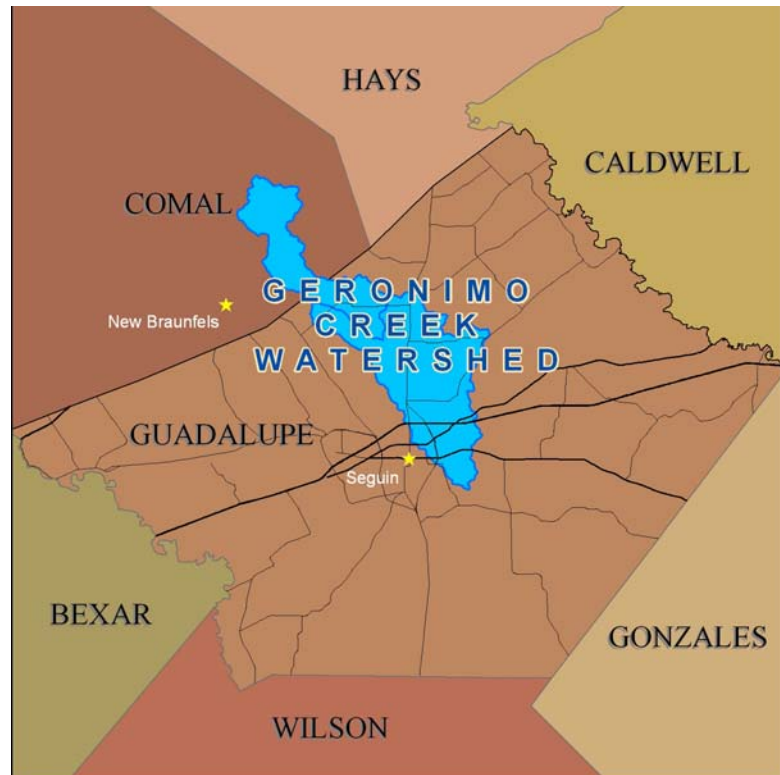 HAYS
CALDWELL
COMAL
GERONIMO
CREEK
WATERSHED
New Braunfels
GUADALUPE
Seguin
BEXAR
GONZALES
WILSON